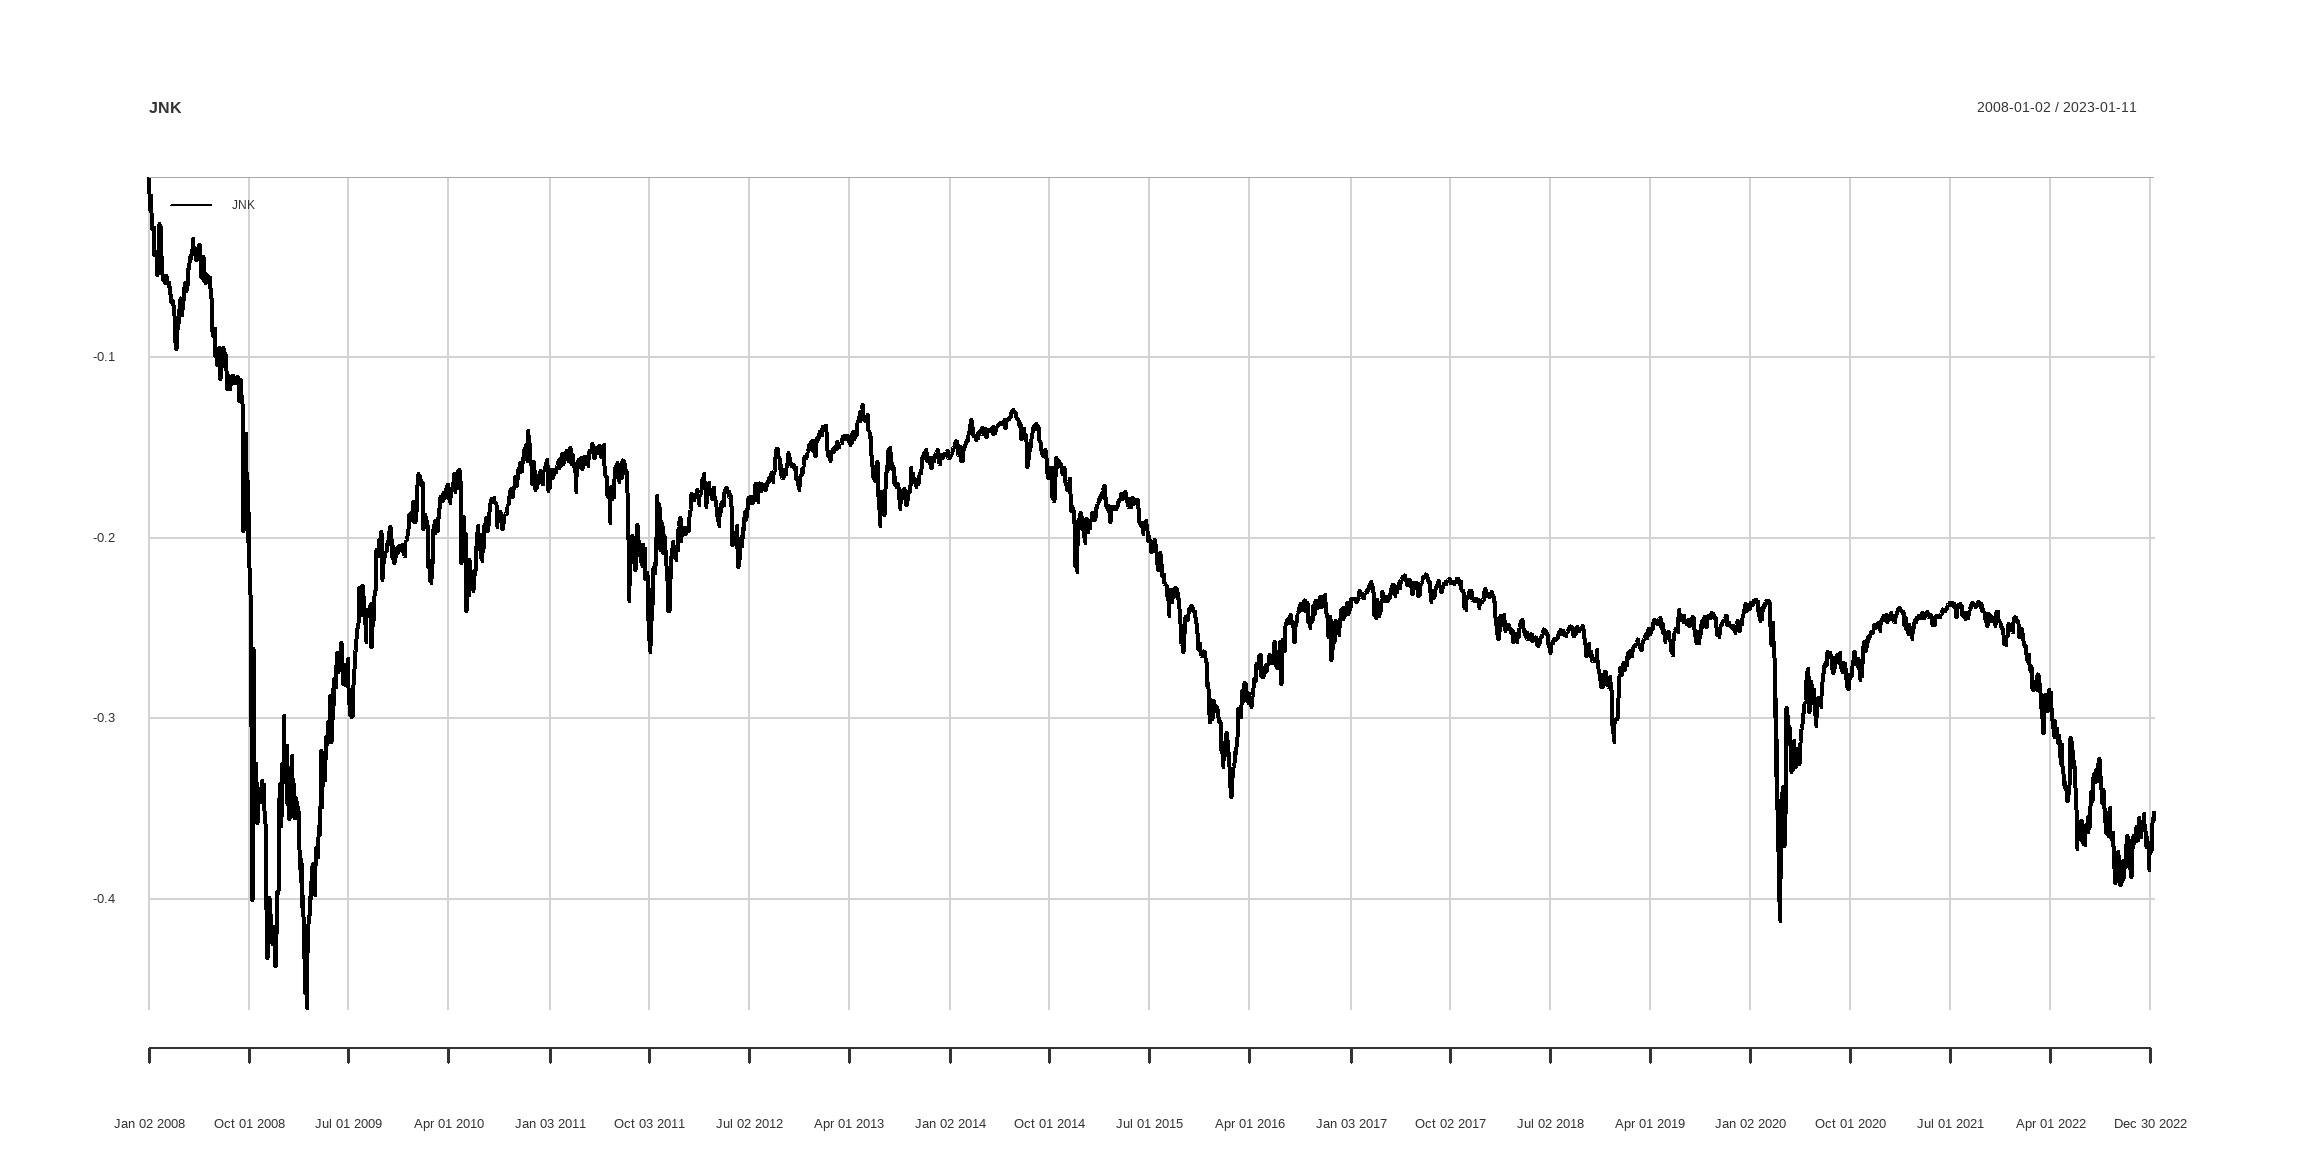 JNK 2008-01-02 / 2023-01-11
JNK
-0.1
-0.2
-0.3
-0.4
Jan 02 2008 Oct 01 2008 Jul 01 2009 Apr 01 2010 Jan 03 2011 Oct 03 2011 Jul 02 2012 Apr 01 2013 Jan 02 2014 Oct 01 2014 Jul 01 2015 Apr 01 2016 Jan 03 2017 Oct 02 2017 Jul 02 2018 Apr 01 2019 Jan 02 2020 Oct 01 2020 Jul 01 2021 Apr 01 2022 Dec 30 2022